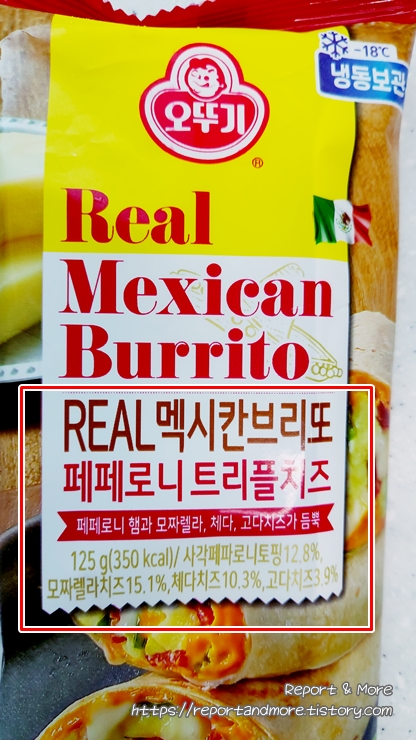 -18℃
냉동보관
오뚜기
®
Real
Mexican
Burrito
REAL멕시칸브리또
페페로니트리플치즈
페페로니 햄과 모짜렐라, 체다, 고다치즈가 듬뿍
125 g(350 kcal)/ 사각페파로니토핑12.8%,
모짜렐라치즈15.1%,체다치즈10.3%,고다치즈3.9%
Report & More
https://reportandmore.tistory.com/